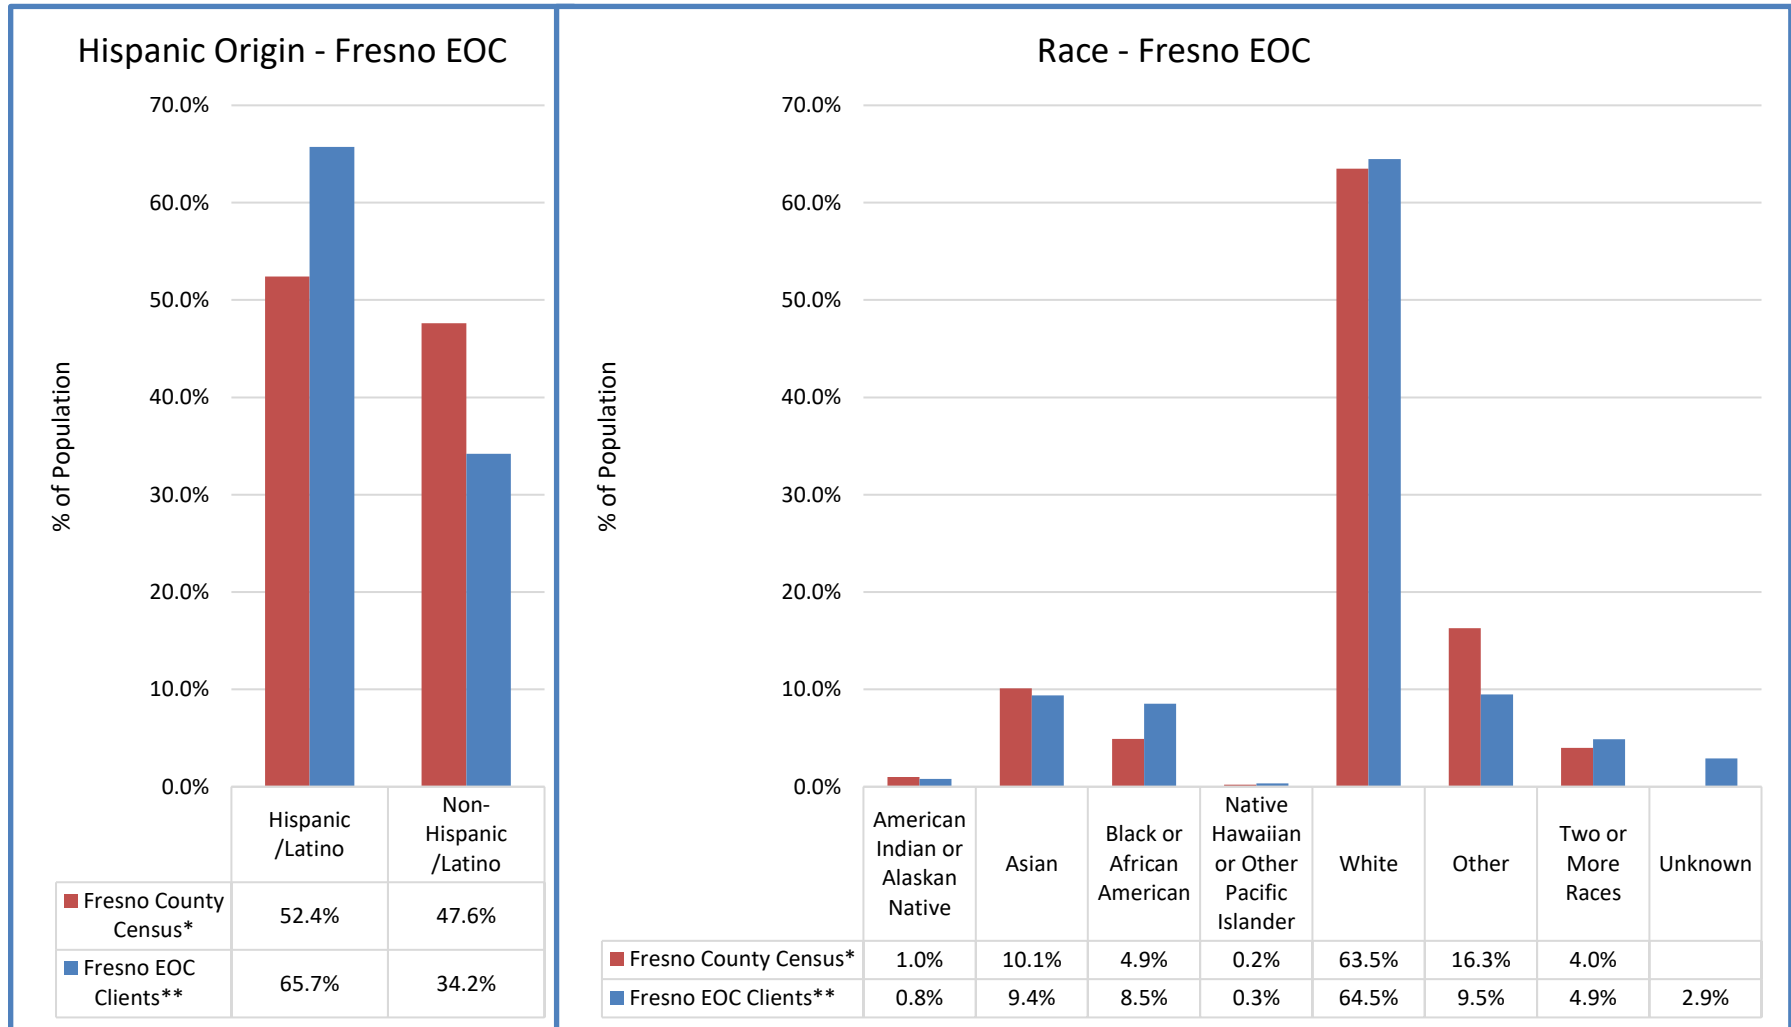 Hispanic Origin - Fresno EOC
% of Population
70.0%
60.0%
50.0%
40.0%
30.0%
20.0%
10.0%
0.0%
Hispanic
/Latino
Non-
Hispanic
/Latino
Fresno County
Census*
52.4%
47.6%
Fresno EOC
Clients**
65.7%
34.2%
Race - Fresno EOC
% of Population
70.0%
60.0%
50.0%
40.0%
30.0%
20.0%
10.0%
0.0%
American
Indian or
Alaskan
Native
Asian
Black or
African
American
Native
Hawaiian
or Other
Pacific
Islander
White
Other
Two or
More
Races
Unknown
Fresno County Census*
1.0%
10.1%
4.9%
0.2%
63.5%
16.3%
4.0%
Fresno EOC Clients**
0.8%
9.4%
8.5%
0.3%
64.5%
9.5%
4.9%
2.9%